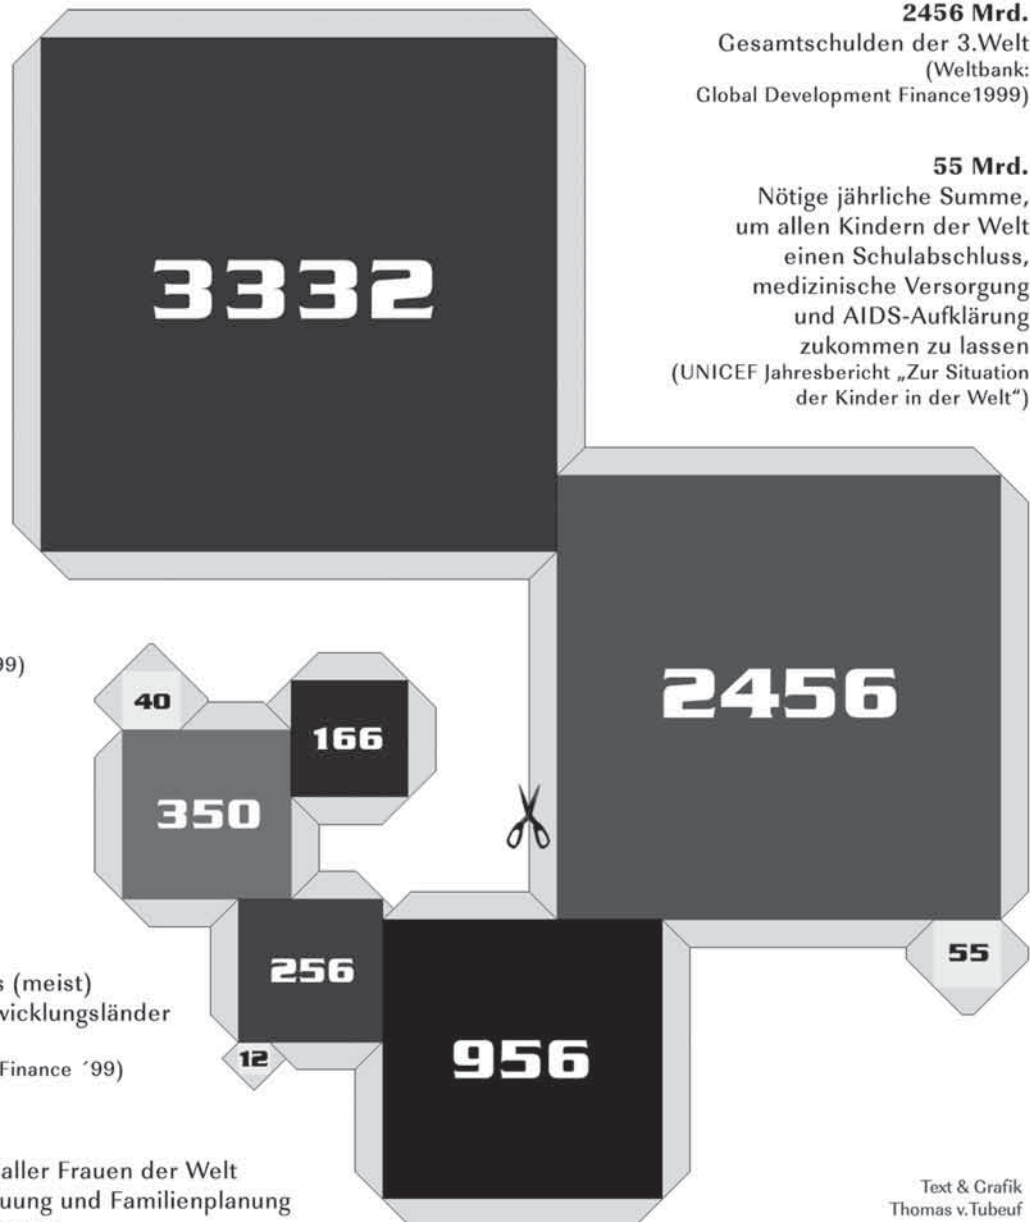 2456 Mrd.
Gesamtschulden der 3.Welt
(Weltbank:
Global Development Finance1999)
55 Mrd.
Nötige jährliche Summe,
um allen Kindern der Welt
einen Schulabschluss,
medizinische Versorgung
und AIDS-Aufklärung
zukommen zu lassen
(UNICEF Jahresbericht „Zur Situation
der Kinder in der Welt“)
3332
2456
99)
40
166
350
256
55
s (meist)
wicklungsländer
Finance ´99)
12
956
aller Frauen der Welt
uung und Familienplanung
Text & Grafik
Thomas v.Tubeuf